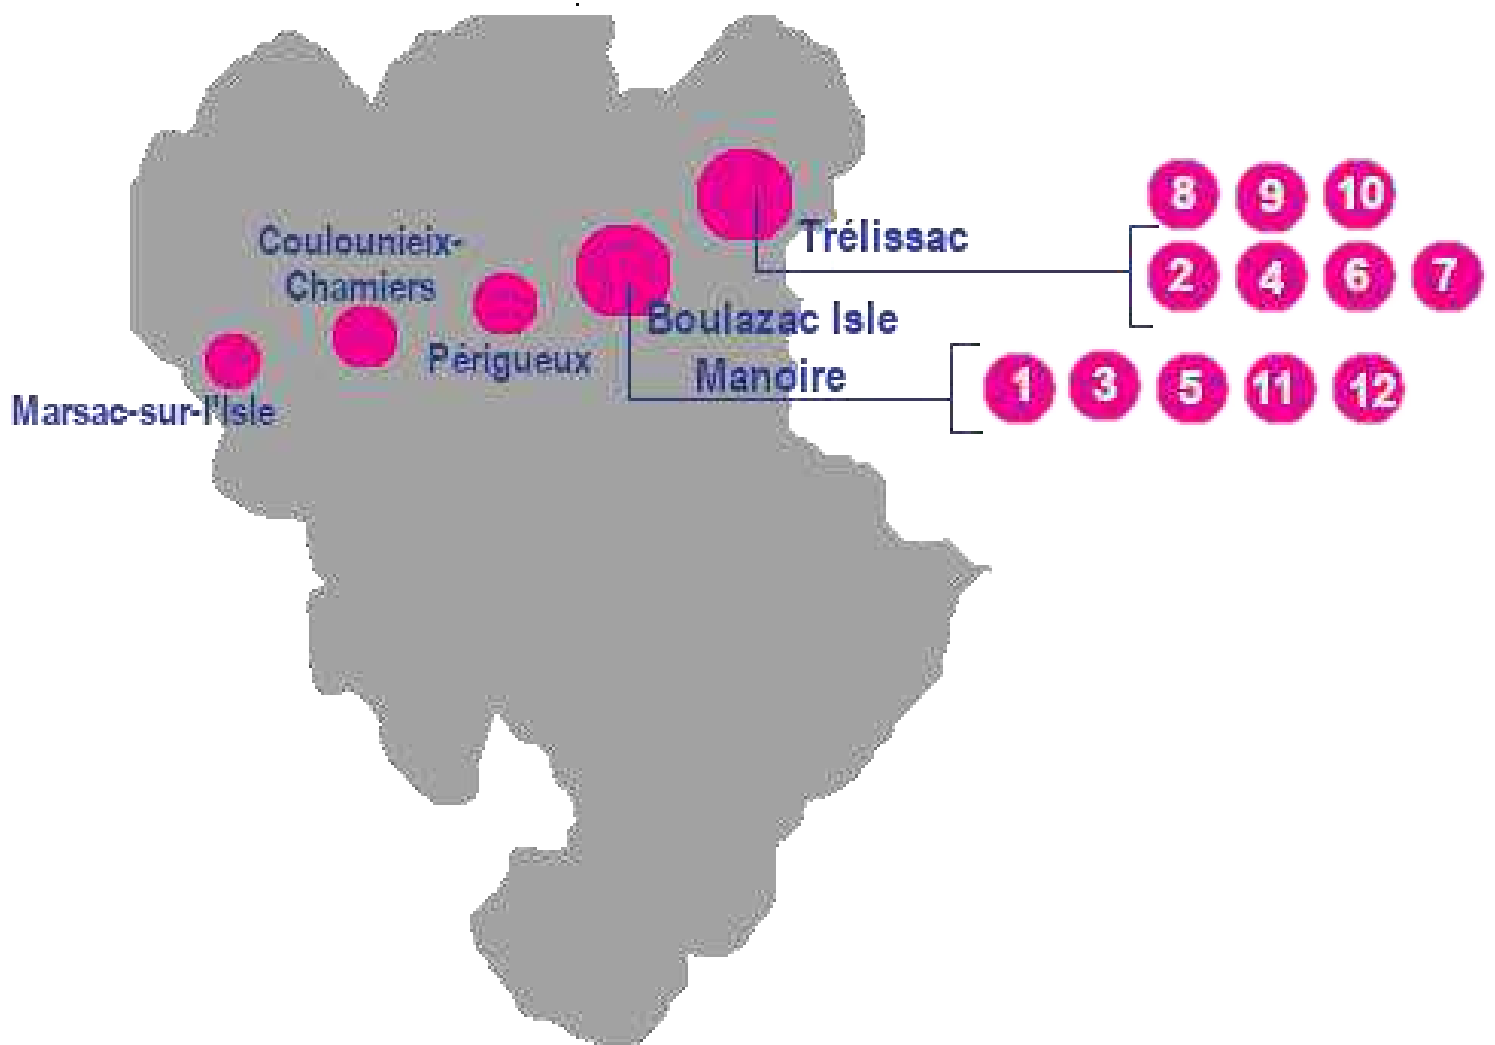 8 9 10
Trélissac
2 4 6 7
Coulounieix-
Chamiers
Boulazac Isle
Manoire
Périgueux
1 3 5 11 12
Marsac-sur-l'Isle